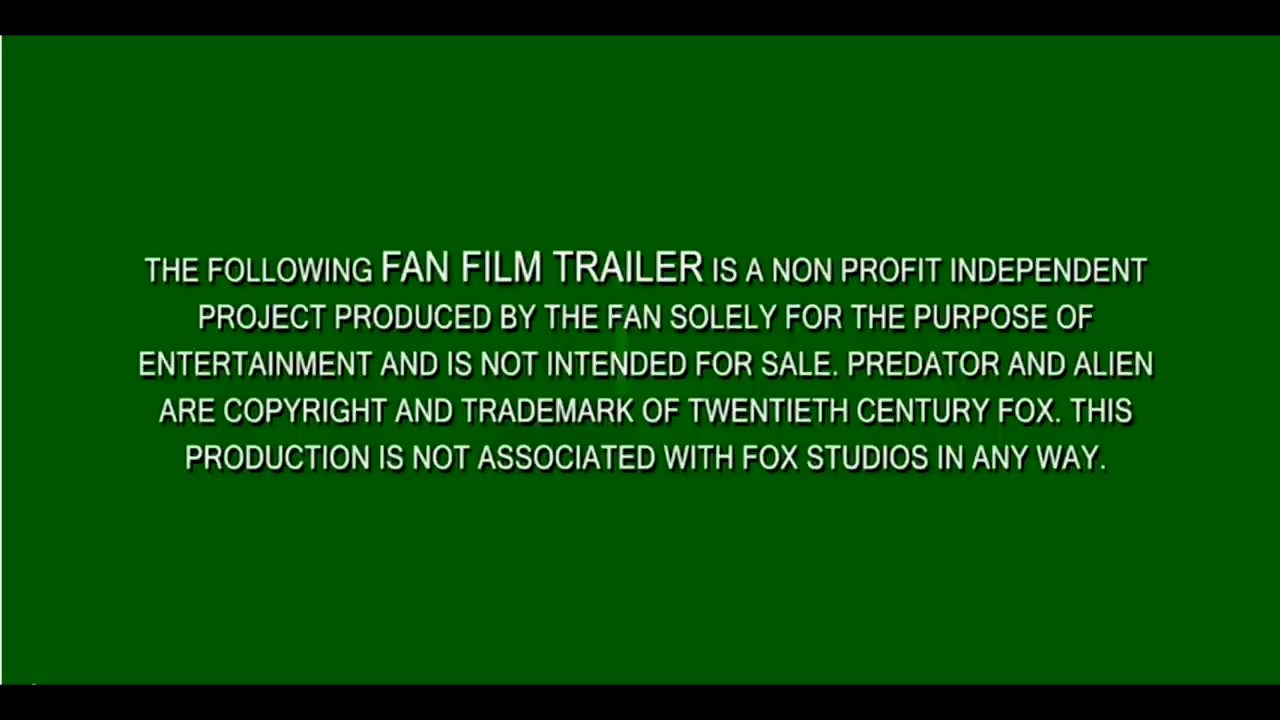 THE FOLLOWING FAN FILM TRAILER IS A NON PROFIT INDEPENDENT
PROJECT PRODUCED BY THE FAN SOLELY FOR THE PURPOSE OF
ENTERTAINMENT AND IS NOT INTENDED FOR SALE. PREDATOR AND ALIEN
ARE COPYRIGHT AND TRADEMARK OF TWENTIETH CENTURY FOX. THIS
PRODUCTION IS NOT ASSOCIATED WITH FOX STUDIOS IN ANY WAY.